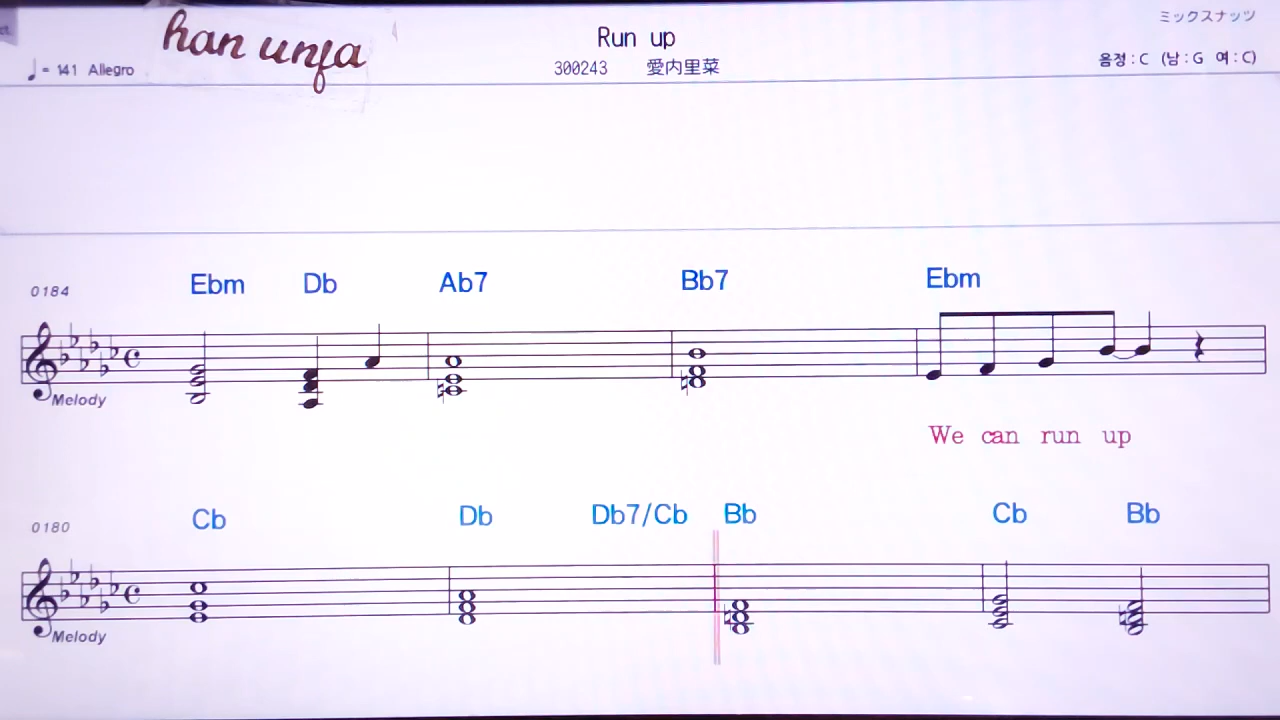 ct
han unfa
Run up
ミックスナッツ
♩= 141 Allegro
300243 愛内里菜
음정:C (남:G 여:C)
0184
Ebm Db Ab7 Bb7 Ebm
Melody
We can run up
0180
Cb Db Db7/Cb Bb Cb Bb
Melody